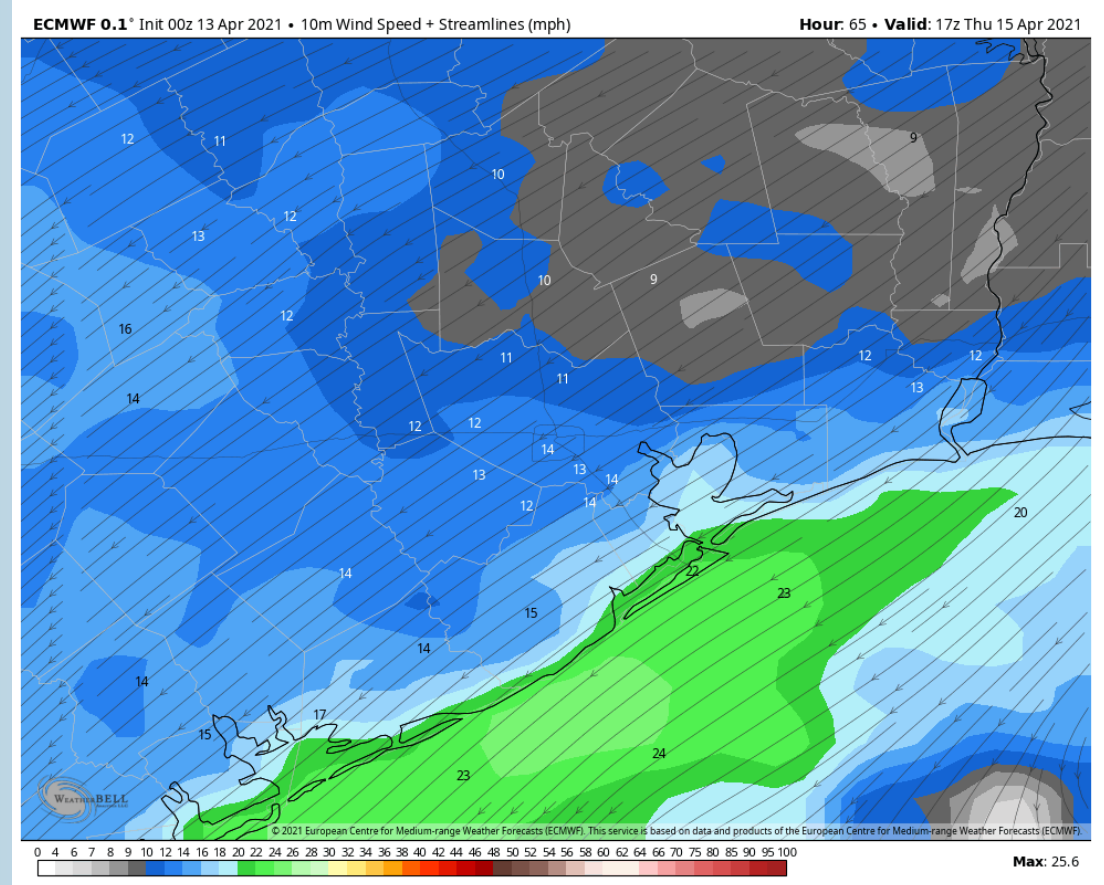 ECMWF 0.1° Init 00z 13 Apr 2021 • 10m Wind Speed + Streamlines (mph)
Hour: 65 • Valid: 17z Thu 15 Apr 2021
12 11 9
10
12
13
10 9
12
16
11 12 12
11 13
14
12 12
14
13 13 14
12 14
20
22
14 23
15
14
14
17
15
24
23
WEATHERBELL
© 2021 European Centre for Medium-range Weather Forecasts (ECMWF). This service is based on data and products of the European Centre for Medium-range Weather Forecasts (ECMWF).
0 4 6 7 8 9 10 12 14 16 17 18 20 22 24 26 28 30 32 34 36 38 40 42 44 46 48 50 52 54 56 58 60 62 64 66 70 75 80 85 90 95 100
Max: 25.6